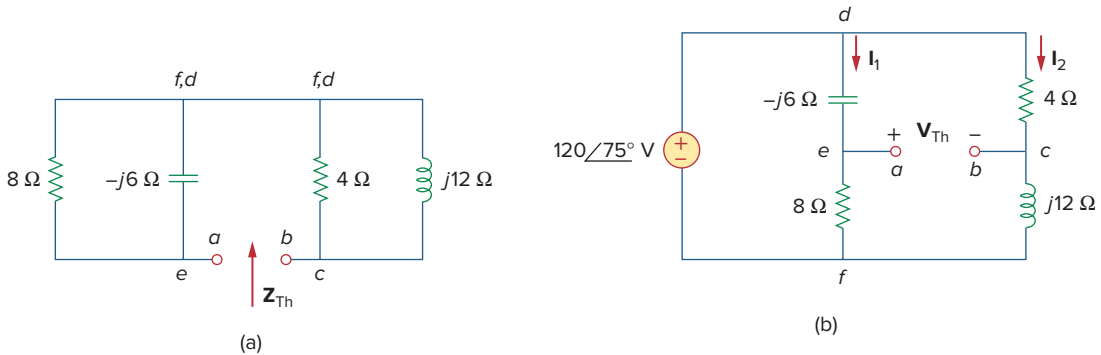 f,d f,d
8 Ω –j6 Ω 4 Ω j12 Ω
a b
e c
Z_Th
(a)
d
I_1 I_2
–j6 Ω 4 Ω
120/75° V + – e + V_Th – c
a b
8 Ω j12 Ω
f
(b)